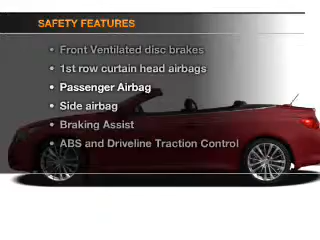 SAFETY FEATURES
• Front Ventilated disc brakes
• 1st row curtain head airbags
• Passenger Airbag
• Side airbag
• Braking Assist
• ABS and Driveline Traction Control